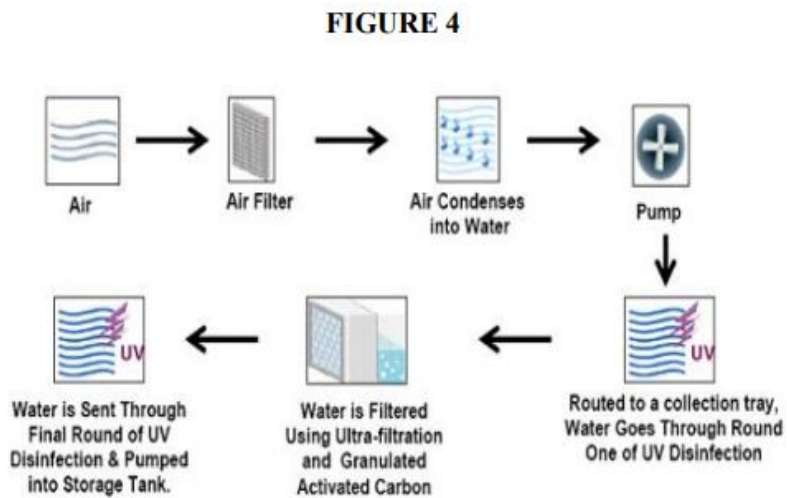 FIGURE 4
Air
Air Filter
Air Condenses
into Water
Pump
Routed to a collection tray,
Water Goes Through Round
One of UV Disinfection
UV
Water is Filtered
Using Ultra-filtration
and Granulated
Activated Carbon
UV
Water is Sent Through
Final Round of UV
Disinfection & Pumped
into Storage Tank.